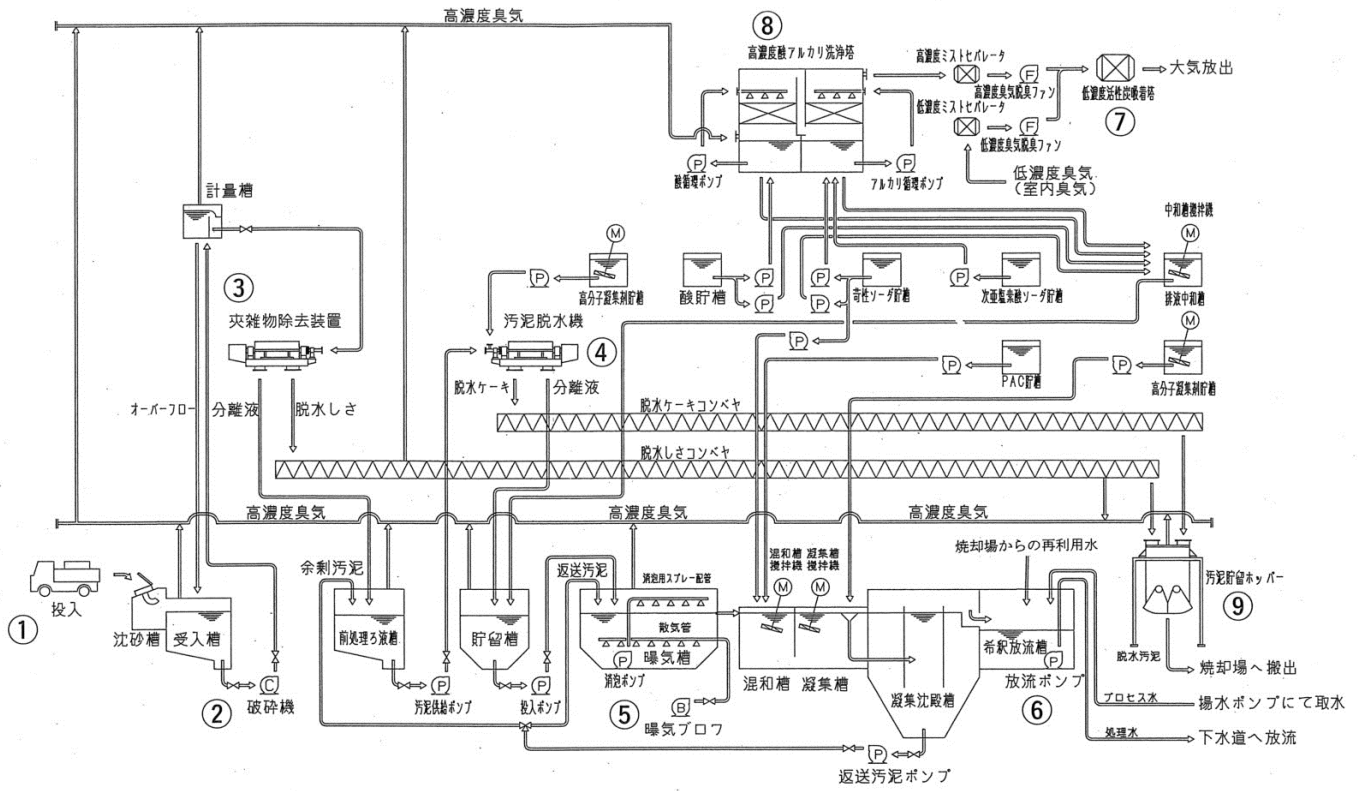 高濃度臭気
⑧
高濃度酸アルカリ洗浄塔
高濃度ミストセパレータ
F
高濃度臭気脱臭ファン
大気放出
低濃度活性炭吸着塔
⑦
低濃度ミストセパレータ
F
低濃度臭気脱臭ファン
低濃度臭気
(室内臭気)
P
酸循環ポンプ
P
アルカリ循環ポンプ
計量槽
中和槽攪拌機
M
③
夾雑物除去装置
M
P
高分子凝集剤貯槽
酸貯槽
P
P
P
P
苛性ソーダ貯槽
P
次亜塩素酸ソーダ貯槽
排液中和槽
汚泥脱水機
④
P
M
P
PAC貯槽
P
高分子凝集剤貯槽
脱水ケーキ
分離液
オーバーフロー
分離液
脱水しさ
脱水ケーキコンベヤ
脱水しさコンベヤ
高濃度臭気
高濃度臭気
高濃度臭気
①
投入
沈砂槽
受入槽
②
C
破砕機
余剰汚泥
前処理ろ液槽
P
汚泥供給ポンプ
貯留槽
P
投入ポンプ
返送汚泥
消泡用スプレー配管
散気管
曝気槽
P
消泡ポンプ
⑤
B
曝気ブロワ
混和槽
攪拌機
凝集槽
攪拌機
M
M
混和槽
凝集槽
凝集沈殿槽
P
返送汚泥ポンプ
焼却場からの再利用水
希釈放流槽
P
放流ポンプ
⑥
汚泥貯留ホッパー
⑨
脱水汚泥
焼却場へ搬出
プロセス水
揚水ポンプにて取水
処理水
下水道へ放流